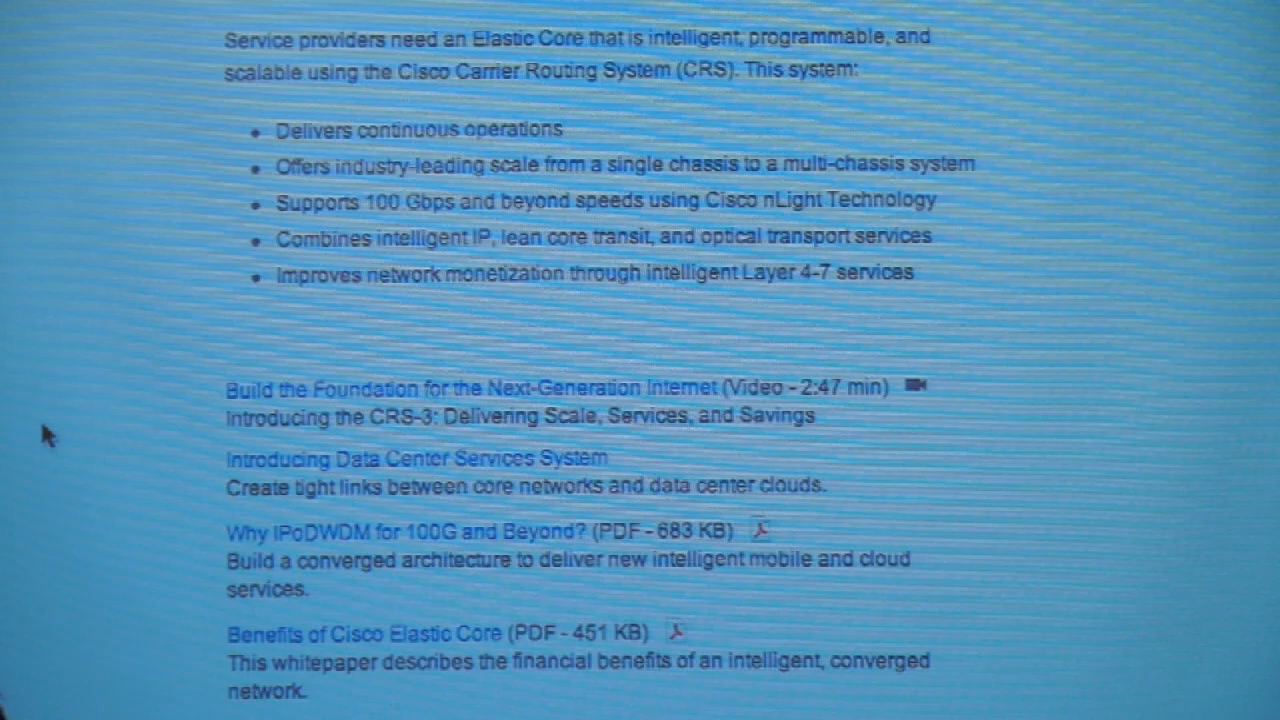 Service providers need an Elastic Core that is intelligent, programmable, and
scalable using the Cisco Carrier Routing System (CRS). This system:
• Delivers continuous operations
• Offers industry-leading scale from a single chassis to a multi-chassis system
• Supports 100 Gbps and beyond speeds using Cisco nLight Technology
• Combines intelligent IP, lean core transit, and optical transport services
• Improves network monetization through intelligent Layer 4-7 services
Build the Foundation for the Next-Generation Internet (Video - 2:47 min)
Introducing the CRS-3: Delivering Scale, Services, and Savings
Introducing Data Center Services System
Create tight links between core networks and data center clouds.
Why IPoDWDM for 100G and Beyond? (PDF - 683 KB)
Build a converged architecture to deliver new intelligent mobile and cloud
services.
Benefits of Cisco Elastic Core (PDF - 451 KB)
This whitepaper describes the financial benefits of an intelligent, converged
network.